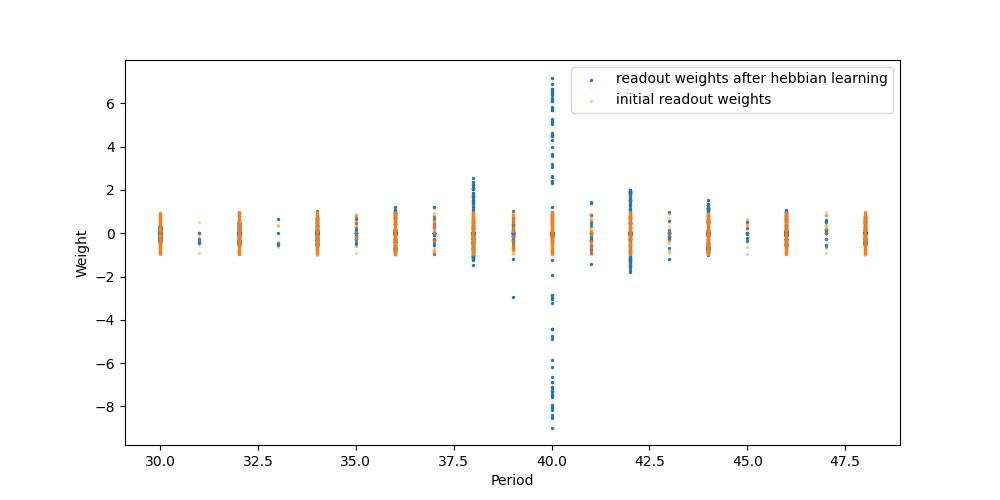 readout weights after hebbian learning
initial readout weights
6
4
2
0
−2
−4
−6
−8
Weight
30.0 32.5 35.0 37.5 40.0 42.5 45.0 47.5
Period